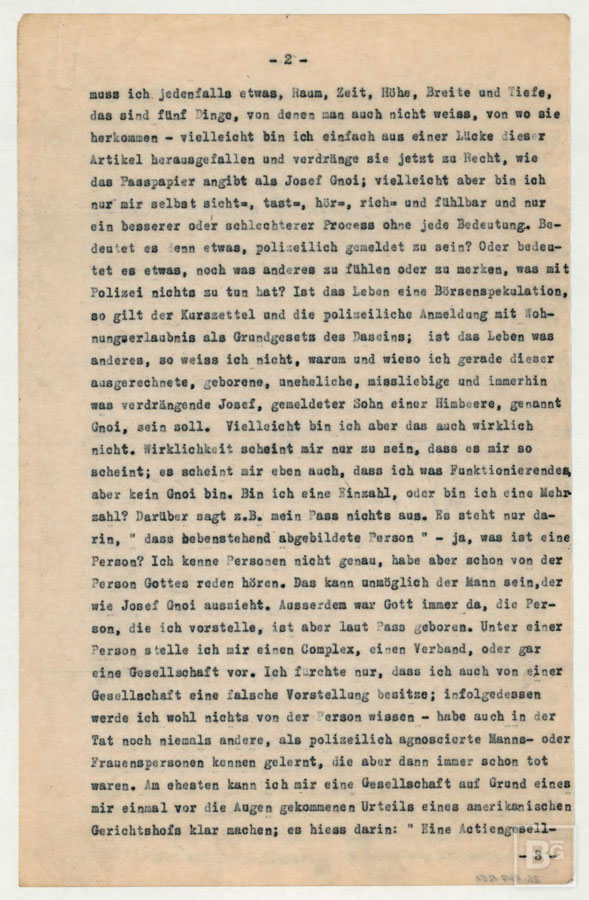 - 2 -
muss ich jedenfalls etwas, Raum, Zeit, Höhe, Breite und Tiefe,
das sind fünf Dinge, von denen man auch nicht weiss, von wo sie
herkommen - vielleicht bin ich einfach aus einer Lücke dieser
Artikel herausgefallen und verdränge sie jetzt zu Recht, wie
das Passpapier angibt als Josef Gnoi; vielleicht aber bin ich
nur mir selbst sicht=, tast=, hör=, rich= und fühlbar und nur
ein besserer oder schlechterer Process ohne jede Bedeutung. Be-
deutet es denn etwas, polizeilich gemeldet zu sein? Oder bedeu-
tet es etwas, noch was anderes zu fühlen oder zu merken, was mit
Polizei nichts zu tun hat? Ist das Leben eine Börsenspekulation,
so gilt der Kurszettel und die polizeiliche Anmeldung mit Woh-
nungserlaubnis als Grundgesetz des Daseins; ist das Leben was
anderes, so weiss ich nicht, warum und wieso ich gerade dieser
ausgerechnete, geborene, uneheliche, missliebige und immerhin
was verdrängende Josef, gemeldeter Sohn einer Himbeere, genannt
Gnoi, sein soll. Vielleicht bin ich aber das auch wirklich
nicht. Wirklichkeit scheint mir nur zu sein, dass es mir so
scheint; es scheint mir eben auch, dass ich was Funktionierendes,
aber kein Gnoi bin. Bin ich eine Einzahl, oder bin ich eine Mehr-
zahl? Darüber sagt z.B. mein Pass nichts aus. Es steht nur da-
rin, " dass bebenstehend abgebildete Person " - ja, was ist eine
Person? Ich kenne Personen nicht genau, habe aber schon von der
Person Gottes reden hören. Das kann unmöglich der Mann sein,der
wie Josef Gnoi aussieht. Ausserdem war Gott immer da, die Per-
son, die ich vorstelle, ist aber laut Pass geboren. Unter einer
Person stelle ich mir einen Complex, einen Verband, oder gar
eine Gesellschaft vor. Ich fürchte nur, dass ich auch von einer
Gesellschaft eine falsche Vorstellung besitze; infolgedessen
werde ich wohl nichts von der Person wissen - habe auch in der
Tat noch niemals andere, als polizeilich agnoscierte Manns- oder
Frauenspersonen kennen gelernt, die aber dann immer schon tot
waren. Am ehesten kann ich mir eine Gesellschaft auf Grund eines
mir einmal vor die Augen gekommenen Urteils eines amerikanischen
Gerichtshofs klar machen; es hiess darin: " Eine Actiengesell-
- 3 -
BG